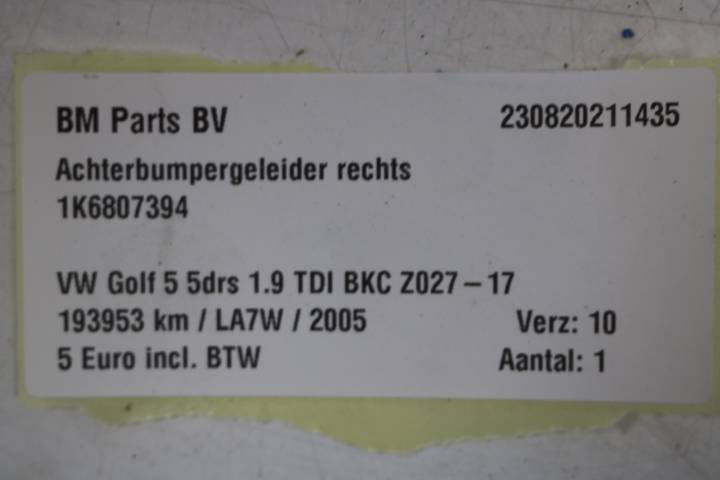 BM Parts BV 230820211435
Achterbumpergeleider rechts
1K6807394
VW Golf 5 5drs 1.9 TDI BKC Z027 – 17
193953 km / LA7W / 2005 Verz: 10
5 Euro incl. BTW Aantal: 1